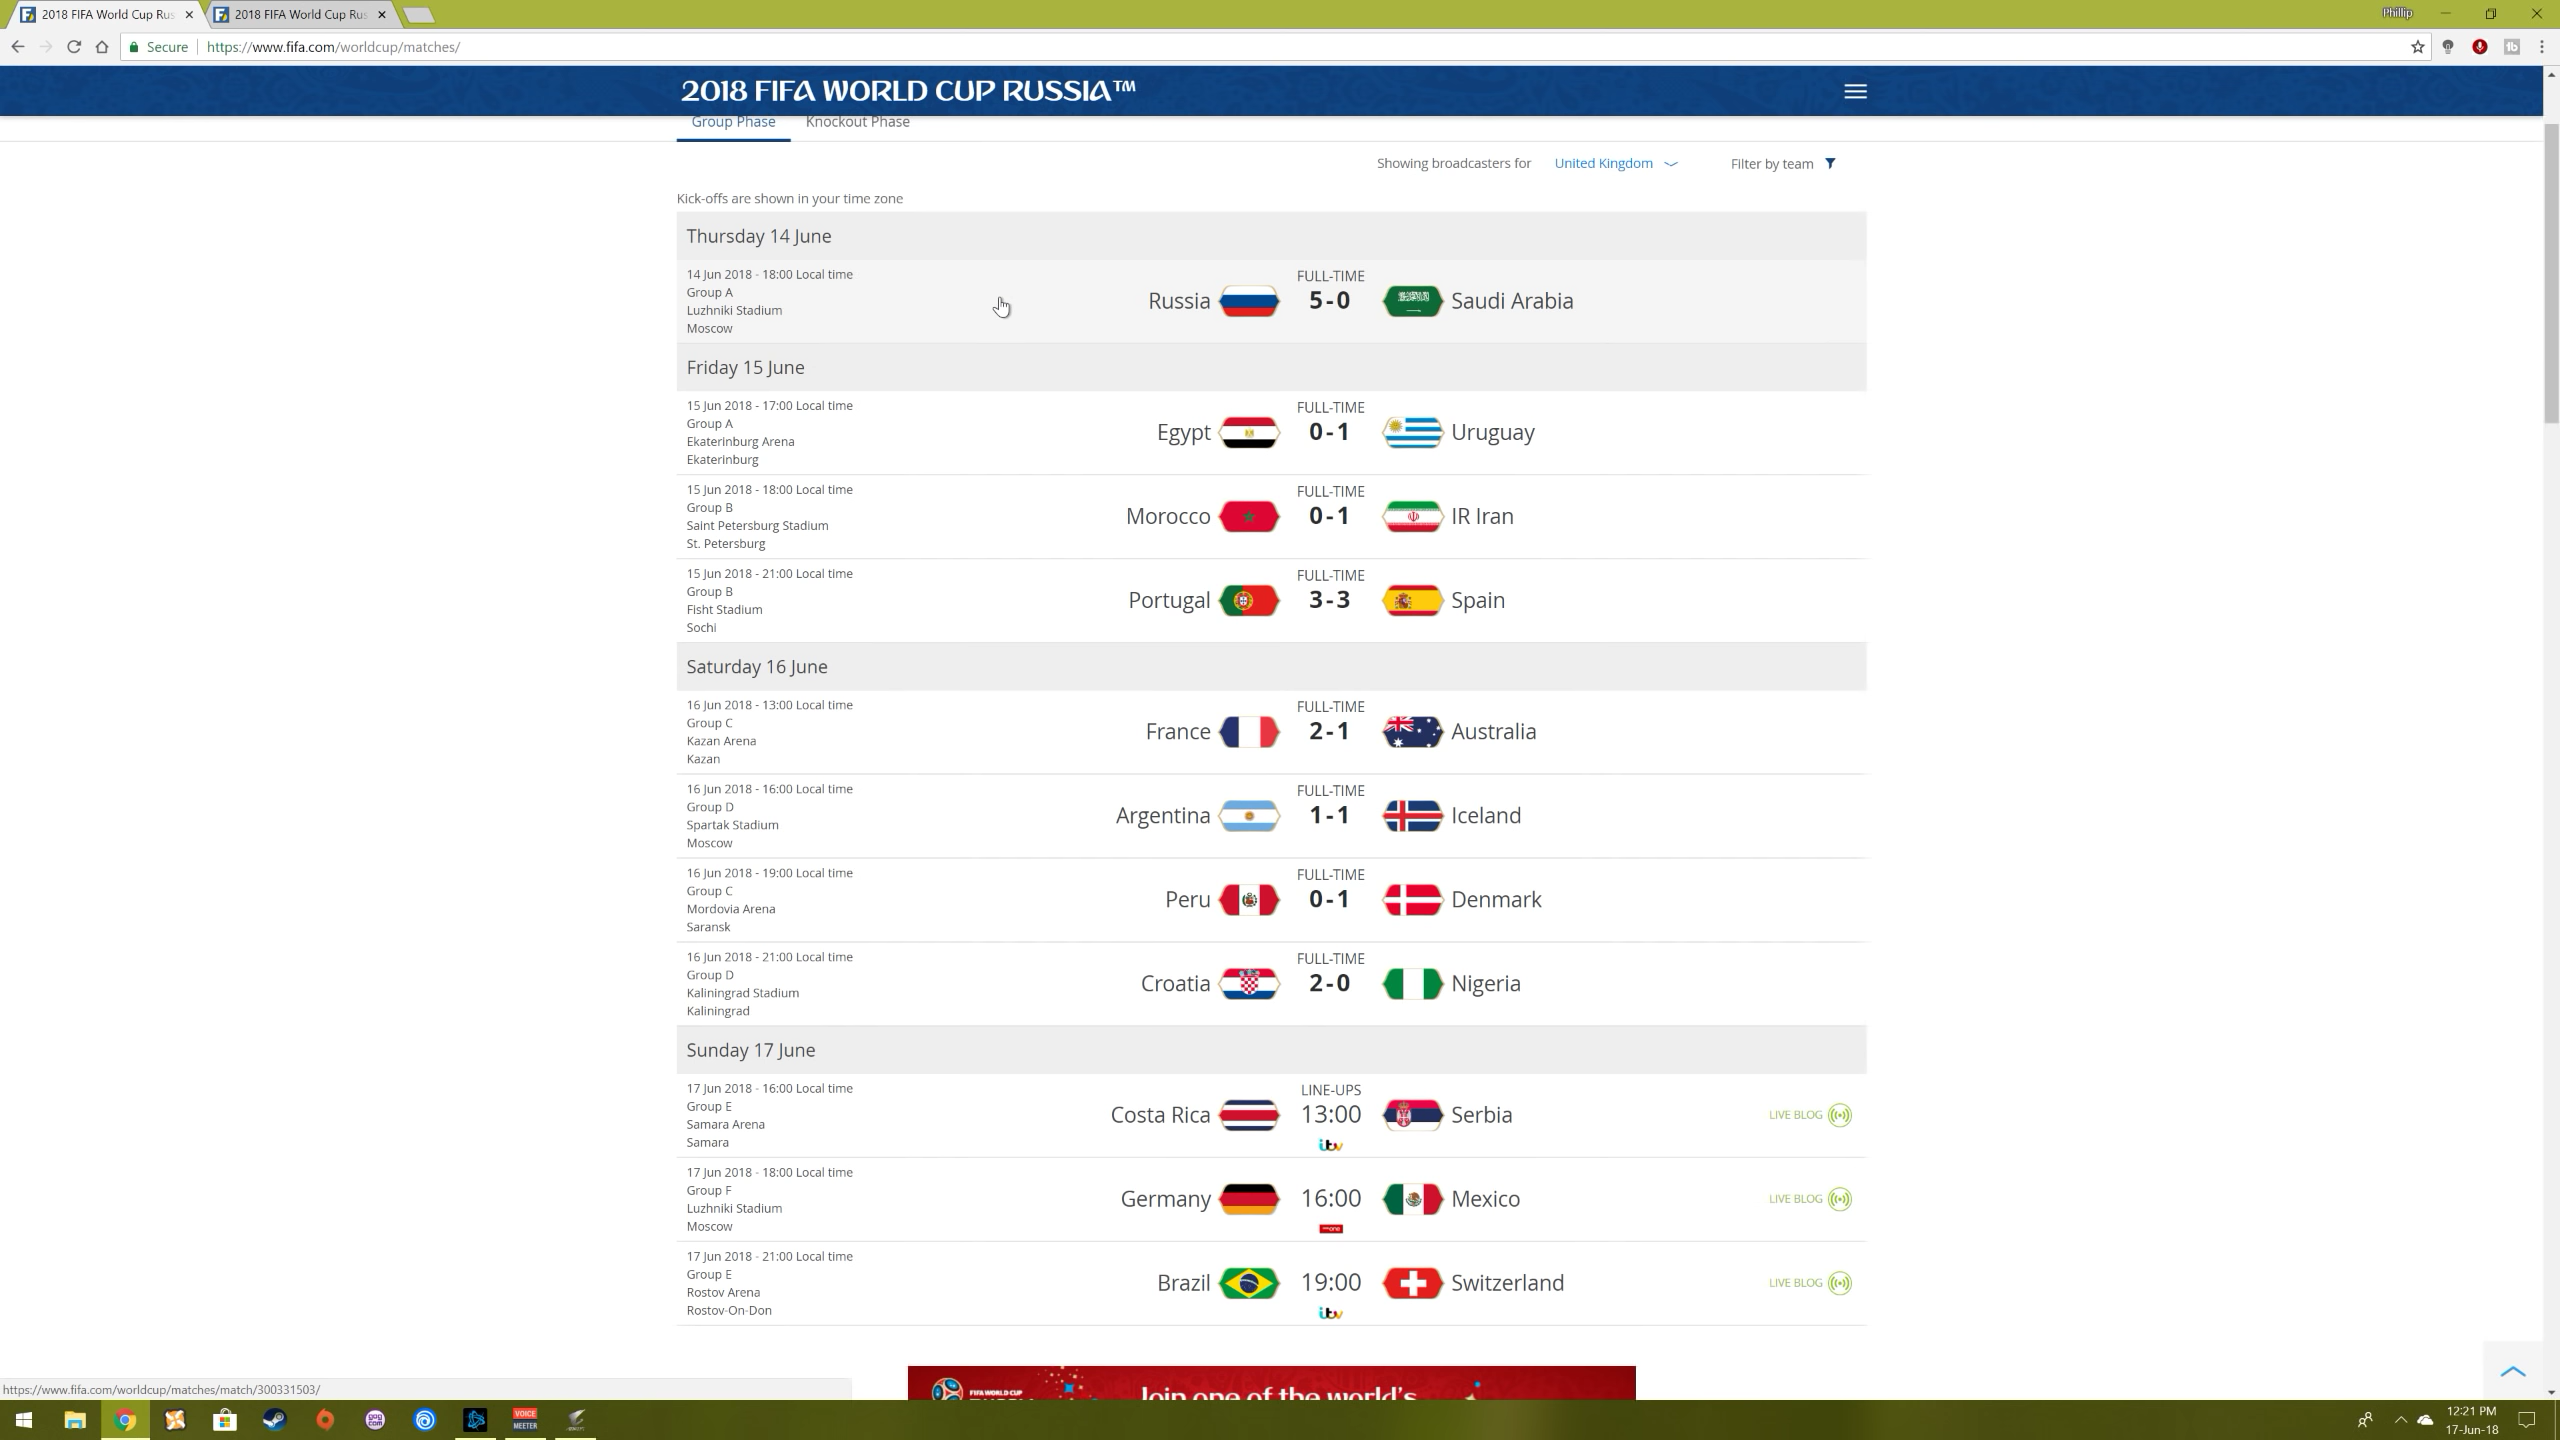 2018 FIFA World Cup Rus
2018 FIFA World Cup Rus
Phillip
Secure
https://www.fifa.com/worldcup/matches/
2018 FIFA WORLD CUP RUSSIA™
Group Phase Knockout Phase
Showing broadcasters for United Kingdom Filter by team
Kick-offs are shown in your time zone
Thursday 14 June
14 Jun 2018 - 18:00 Local time
Group A
Luzhniki Stadium
Moscow
FULL-TIME
Russia 5-0 Saudi Arabia
Friday 15 June
15 Jun 2018 - 17:00 Local time
Group A
Ekaterinburg Arena
Ekaterinburg
FULL-TIME
Egypt 0-1 Uruguay
15 Jun 2018 - 18:00 Local time
Group B
Saint Petersburg Stadium
St. Petersburg
FULL-TIME
Morocco 0-1 IR Iran
15 Jun 2018 - 21:00 Local time
Group B
Fisht Stadium
Sochi
FULL-TIME
Portugal 3-3 Spain
Saturday 16 June
16 Jun 2018 - 13:00 Local time
Group C
Kazan Arena
Kazan
FULL-TIME
France 2-1 Australia
16 Jun 2018 - 16:00 Local time
Group D
Spartak Stadium
Moscow
FULL-TIME
Argentina 1-1 Iceland
16 Jun 2018 - 19:00 Local time
Group C
Mordovia Arena
Saransk
FULL-TIME
Peru 0-1 Denmark
16 Jun 2018 - 21:00 Local time
Group D
Kaliningrad Stadium
Kaliningrad
FULL-TIME
Croatia 2-0 Nigeria
Sunday 17 June
17 Jun 2018 - 16:00 Local time
Group E
Samara Arena
Samara
LINE-UPS
Costa Rica 13:00 Serbia
itv
LIVE BLOG
17 Jun 2018 - 18:00 Local time
Group F
Luzhniki Stadium
Moscow
Germany 16:00 Mexico
LIVE BLOG
17 Jun 2018 - 21:00 Local time
Group E
Rostov Arena
Rostov-On-Don
Brazil 19:00 Switzerland
itv
LIVE BLOG
FIFA WORLD CUP
Join one of the world's
https://www.fifa.com/worldcup/matches/match/300331503/
VOICE
MEETER
12:21 PM
17-Jun-18